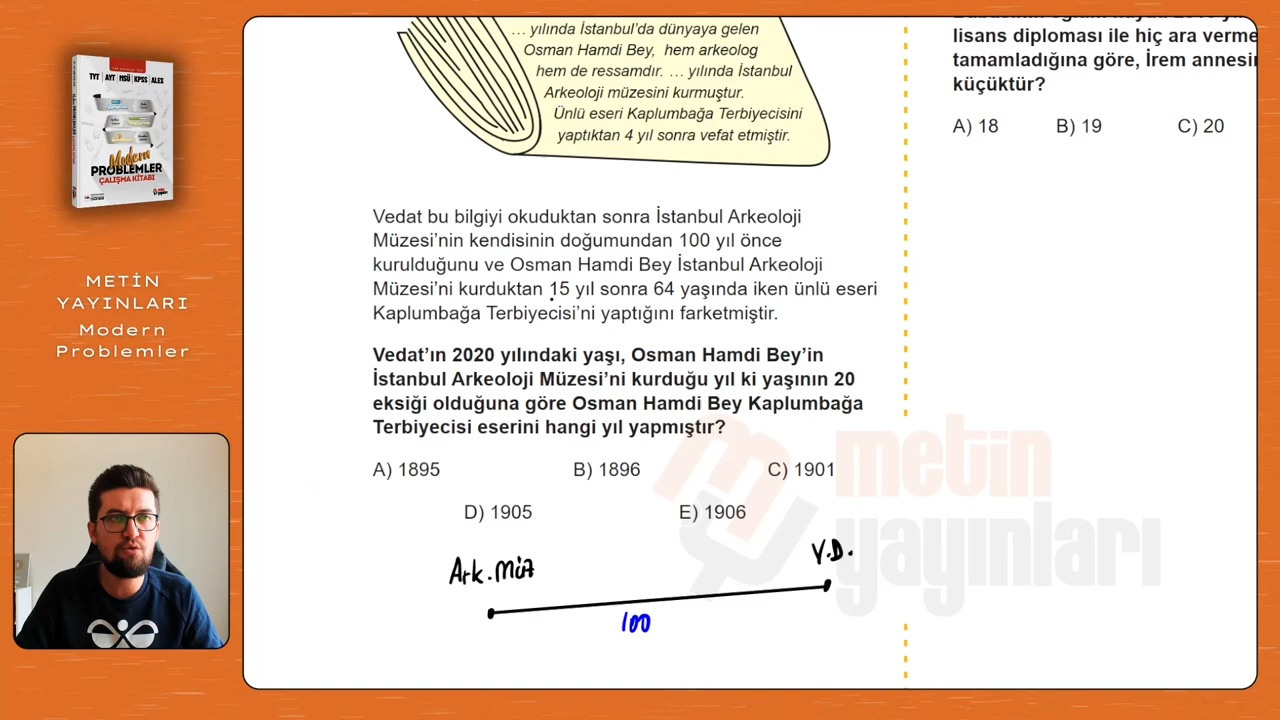 TYT AYT MSÜ KPSS ALES
Modern
PROBLEMLER
ÇALIŞMA KİTABI
METİN
YAYINLARI
Modern
Problemler
… yılında İstanbul’da dünyaya gelen
Osman Hamdi Bey, hem arkeolog
hem de ressamdır. … yılında İstanbul
Arkeoloji müzesini kurmuştur.
Ünlü eseri Kaplumbağa Terbiyecisini
yaptıktan 4 yıl sonra vefat etmiştir.
Vedat bu bilgiyi okuduktan sonra İstanbul Arkeoloji
Müzesi’nin kendisinin doğumundan 100 yıl önce
kurulduğunu ve Osman Hamdi Bey İstanbul Arkeoloji
Müzesi’ni kurduktan 15 yıl sonra 64 yaşında iken ünlü eseri
Kaplumbağa Terbiyecisi’ni yaptığını farketmiştir.
Vedat’ın 2020 yılındaki yaşı, Osman Hamdi Bey’in
İstanbul Arkeoloji Müzesi’ni kurduğu yıl ki yaşının 20
eksiği olduğuna göre Osman Hamdi Bey Kaplumbağa
Terbiyecisi eserini hangi yıl yapmıştır?
A) 1895 B) 1896 C) 1901
D) 1905 E) 1906
Ark. Müz
V.D.
100
metin
yayınları
lisans diploması ile hiç ara verme
tamamladığına göre, İrem annesin
küçüktür?
A) 18 B) 19 C) 20